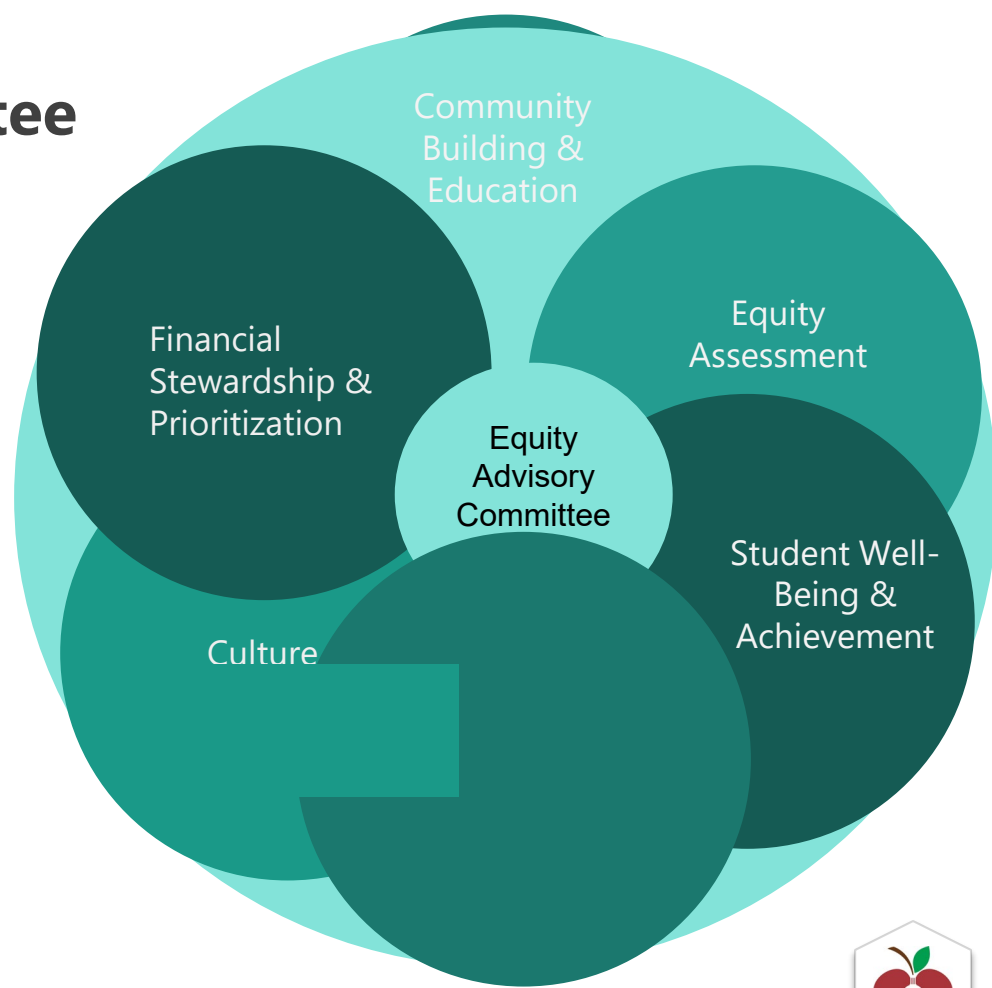 tee
Community
Building &
Education
Equity
Assessment
Financial
Stewardship &
Prioritization
Equity
Advisory
Committee
Student Well-
Being &
Achievement
Culture